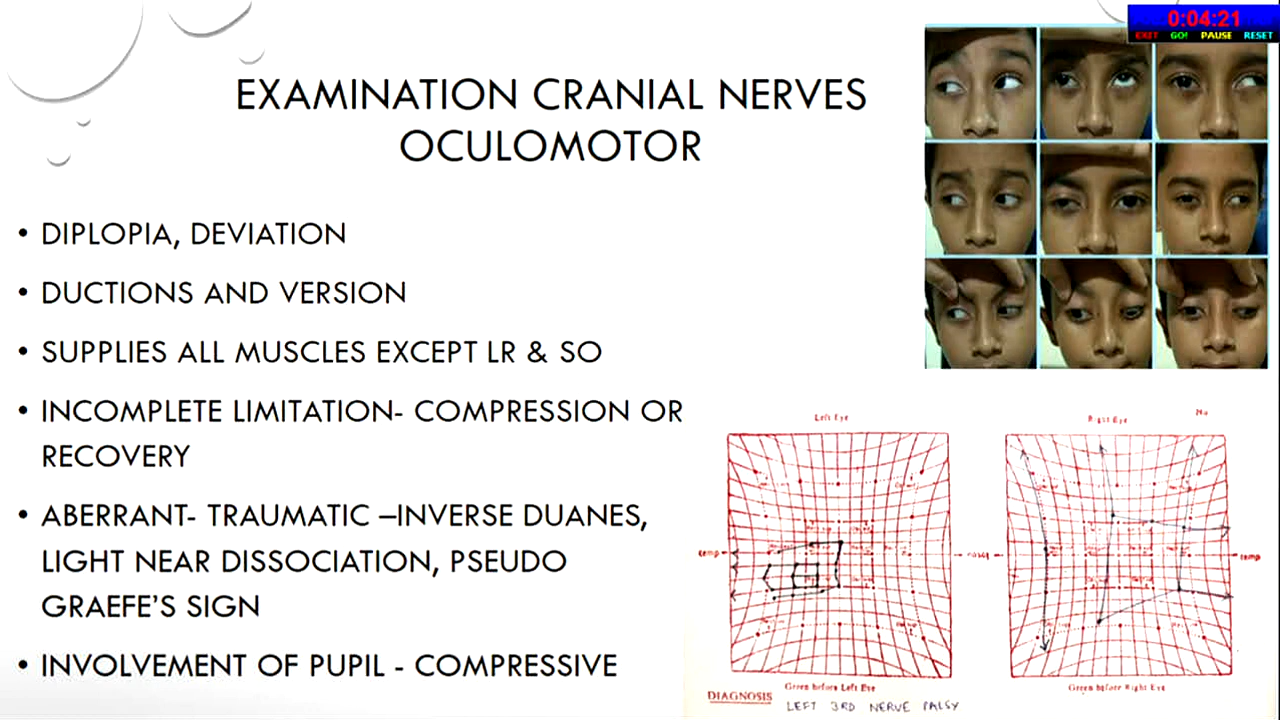 0:04:21
EXIT GO! PAUSE RESET
EXAMINATION CRANIAL NERVES
OCULOMOTOR
• DIPLOPIA, DEVIATION
• DUCTIONS AND VERSION
• SUPPLIES ALL MUSCLES EXCEPT LR & SO
• INCOMPLETE LIMITATION- COMPRESSION OR
RECOVERY
• ABERRANT- TRAUMATIC –INVERSE DUANES,
LIGHT NEAR DISSOCIATION, PSEUDO
GRAEFE'S SIGN
• INVOLVEMENT OF PUPIL - COMPRESSIVE
Left Eye
Right Eye
No
temp
nasal
temp
Green before Left Eye
Green before Right Eye
DIAGNOSIS LEFT 3RD NERVE PALSY